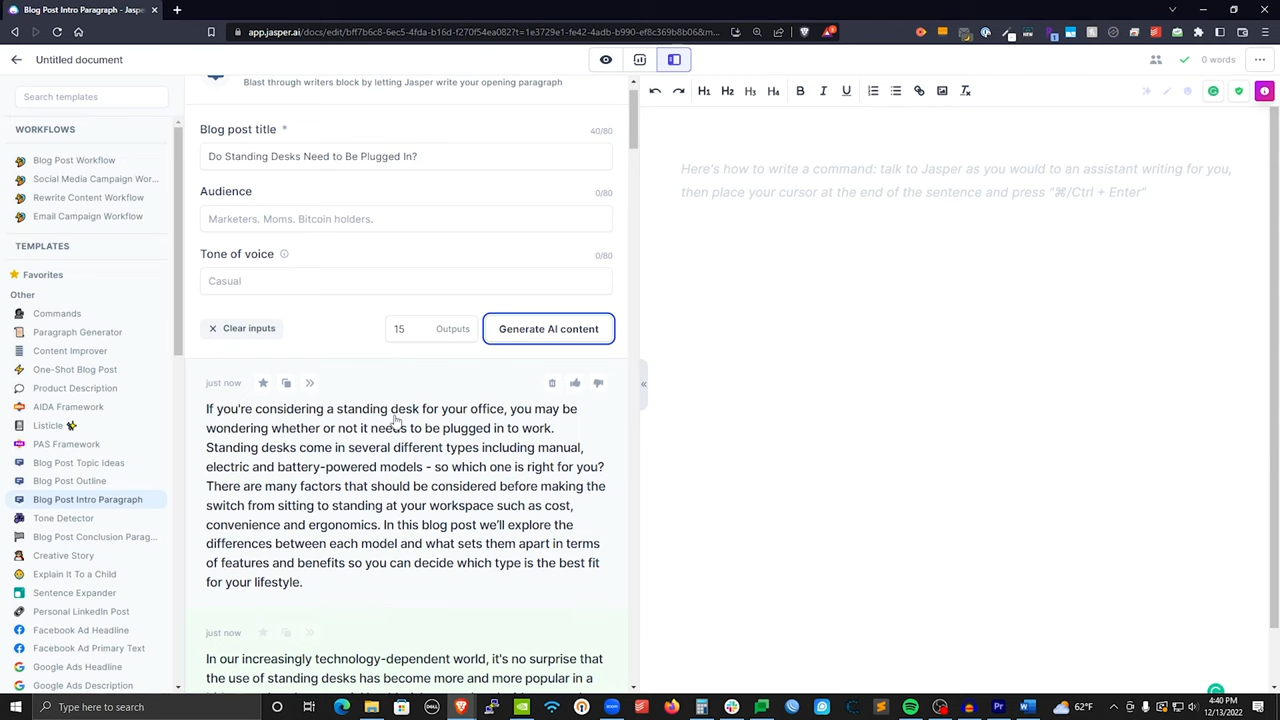 Blog Post Intro Paragraph - Jaspe
app.jasper.ai/docs/edit/bff7b6c8-6ec5-4fda-b16d-f270f54ea082?t=1e3729e1-fe42-4adb-b990-ef8c369b8b06&m...
Untitled document
0 words
Search templates
WORKFLOWS
Blog Post Workflow
Social Media Campaign Wor...
Rewrite Content Workflow
Email Campaign Workflow
TEMPLATES
Favorites
Other
Commands
Paragraph Generator
Content Improver
One-Shot Blog Post
Product Description
AIDA Framework
Listicle
PAS Framework
Blog Post Topic Ideas
Blog Post Outline
Blog Post Intro Paragraph
Tone Detector
Blog Post Conclusion Parag...
Creative Story
Explain It To a Child
Sentence Expander
Personal LinkedIn Post
Facebook Ad Headline
Facebook Ad Primary Text
Google Ads Headline
Google Ads Description
Blast through writers block by letting Jasper write your opening paragraph
Blog post title *
40/80
Do Standing Desks Need to Be Plugged In?
Audience
0/80
Marketers. Moms. Bitcoin holders.
Tone of voice
0/80
Casual
Clear inputs
15 Outputs
Generate AI content
just now
If you're considering a standing desk for your office, you may be
wondering whether or not it needs to be plugged in to work.
Standing desks come in several different types including manual,
electric and battery-powered models - so which one is right for you?
There are many factors that should be considered before making the
switch from sitting to standing at your workspace such as cost,
convenience and ergonomics. In this blog post we'll explore the
differences between each model and what sets them apart in terms
of features and benefits so you can decide which type is the best fit
for your lifestyle.
just now
In our increasingly technology-dependent world, it's no surprise that
the use of standing desks has become more and more popular in a
H1 H2 H3 H4 B I U
Here's how to write a command: talk to Jasper as you would to an assistant writing for you,
then place your cursor at the end of the sentence and press "⌘/Ctrl + Enter"
Type here to search
62°F
4:40 PM
12/13/2022